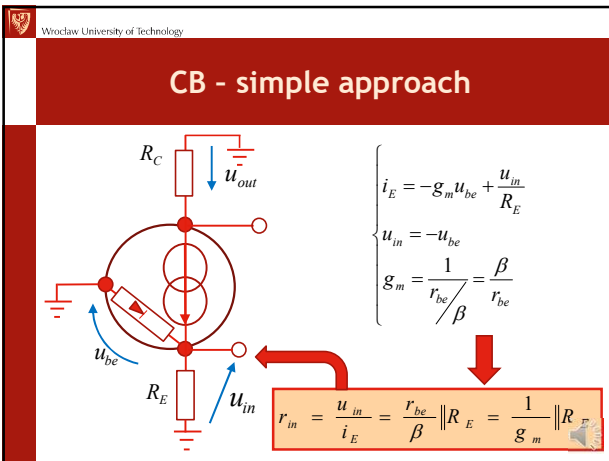 Wroclaw University of Technology
CB - simple approach
R_C
u_out
u_be
R_E
u_in
i_E = -g_m u_be + u_in / R_E
u_in = -u_be
g_m = 1 / (r_be / β) = β / r_be
r_in = u_in / i_E = r_be / β || R_E = 1 / g_m || R